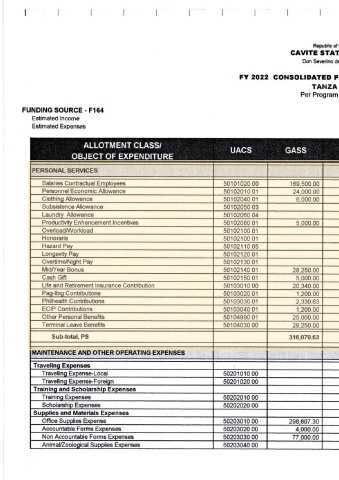 Republic of
CAVITE STAT
Don Severino de
FY 2022 CONSOLIDATED P
TANZA
Per Program
FUNDING SOURCE - F164
Estimated Income
Estimated Expenses
ALLOTMENT CLASS/ OBJECT OF EXPENDITURE UACS GASS
PERSONAL SERVICES
Salaries Contractual Employees 50101020 00 169,500.00
Personnel Economic Allowance 50102010 01 24,000.00
Clothing Allowance 50102040 01 6,000.00
Subsistence Allowance 50102050 03
Laundry Allowance 50102060 04
Productivity Enhancement Incentives 50102080 01 5,000.00
Overload/Workload 50102100 01
Honoraria 50102100 01
Hazard Pay 50102110 05
Longevity Pay 50102120 01
Overtime/Night Pay 50102130 01
Mid/Year Bonus 50102140 01 28,250.00
Cash Gift 50102150 01 5,000.00
Life and Retirement Insurance Contribution 50103010 00 20,340.00
Pag-Ibig Contributions 50103020 01 1,200.00
Philhealth Contributions 50103030 01 2,330.63
ECIP Contributions 50103040 01 1,200.00
Other Personal Benefits 50104990 01 25,000.00
Terminal Leave Benefits 50104030 00 28,250.00
Sub-total, PS 316,070.63
MAINTENANCE AND OTHER OPERATING EXPENSES
Traveling Expenses
Travelling Expense-Local 50201010 00
Travelling Expense-Foreign 50201020 00
Training and Scholarship Expenses
Training Expenses 50202010 00
Scholarship Expenses 50202020 00
Supplies and Materials Expenses
Office Supplies Expense 50203010 00 298,607.30
Accountable Forms Expenses 50203020 00 4,000.00
Non Accountable Forms Expenses 50203030 00 77,000.00
Animal/Zoological Supplies Expenses 50203040 00